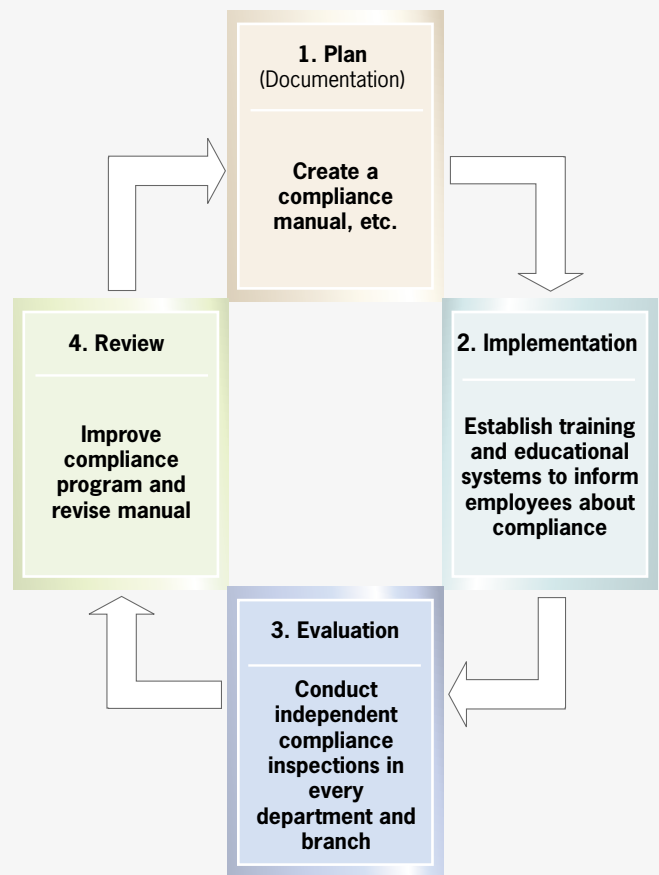 1. Plan
(Documentation)
Create a
compliance
manual, etc.
2. Implementation
Establish training
and educational
systems to inform
employees about
compliance
3. Evaluation
Conduct
independent
compliance
inspections in
every
department and
branch
4. Review
Improve
compliance
program and
revise manual